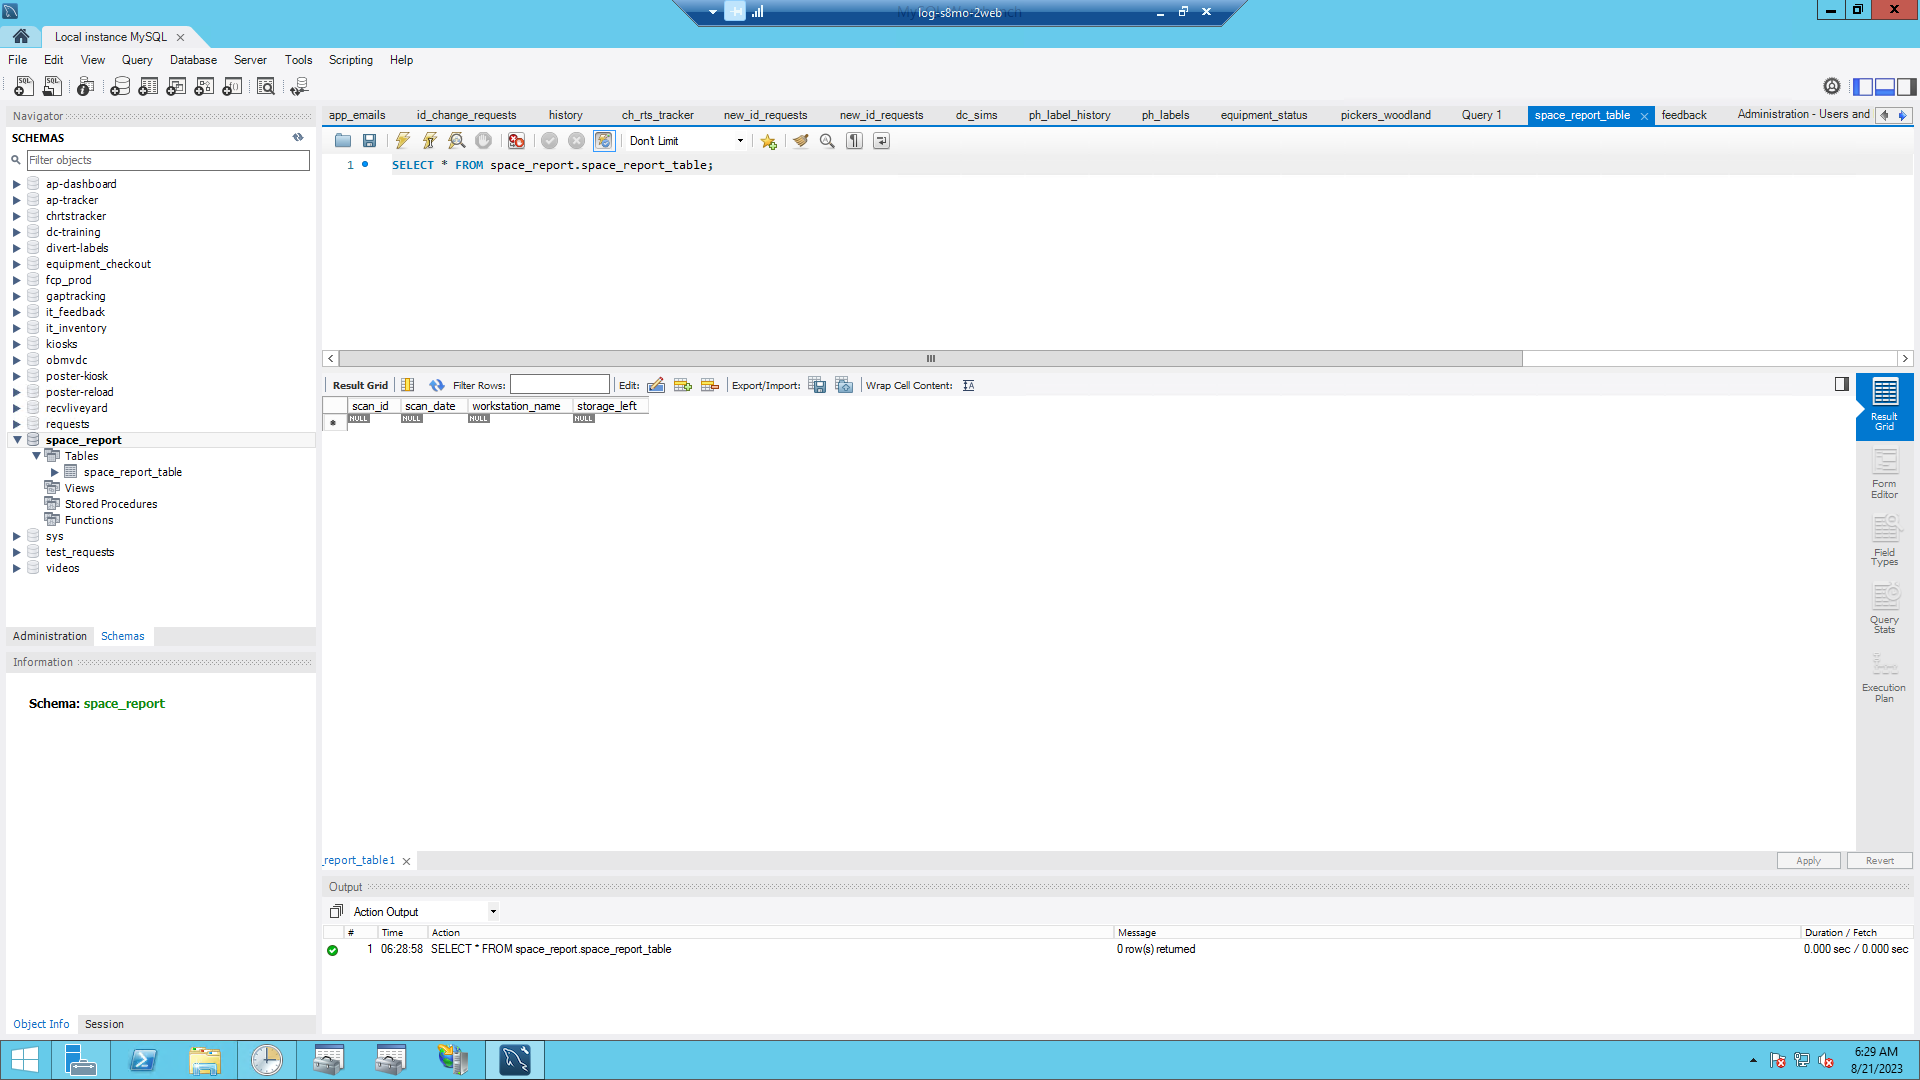 log-s8mo-2web
Local instance MySQL
File Edit View Query Database Server Tools Scripting Help
Navigator
SCHEMAS
Filter objects
ap-dashboard
ap-tracker
chrtstracker
dc-training
divert-labels
equipment_checkout
fcp_prod
gaptracking
it_feedback
it_inventory
kiosks
obmvdc
poster-kiosk
poster-reload
recvliveyard
requests
space_report
Tables
space_report_table
Views
Stored Procedures
Functions
sys
test_requests
videos
Administration Schemas
Information
Schema: space_report
Object Info Session
app_emails id_change_requests history ch_rts_tracker new_id_requests new_id_requests dc_sims ph_label_history ph_labels equipment_status pickers_woodland Query 1 space_report_table feedback Administration - Users and
Don't Limit
1 SELECT * FROM space_report.space_report_table;
Result Grid Filter Rows: Edit: Export/Import: Wrap Cell Content:
scan_id scan_date workstation_name storage_left
NULL NULL NULL NULL
Result
Grid
Form
Editor
Field
Types
Query
Stats
Execution
Plan
_report_table1
Apply Revert
Output
Action Output
# Time Action Message Duration / Fetch
1 06:28:58 SELECT * FROM space_report.space_report_table 0 row(s) returned 0.000 sec / 0.000 sec
6:29 AM
8/21/2023